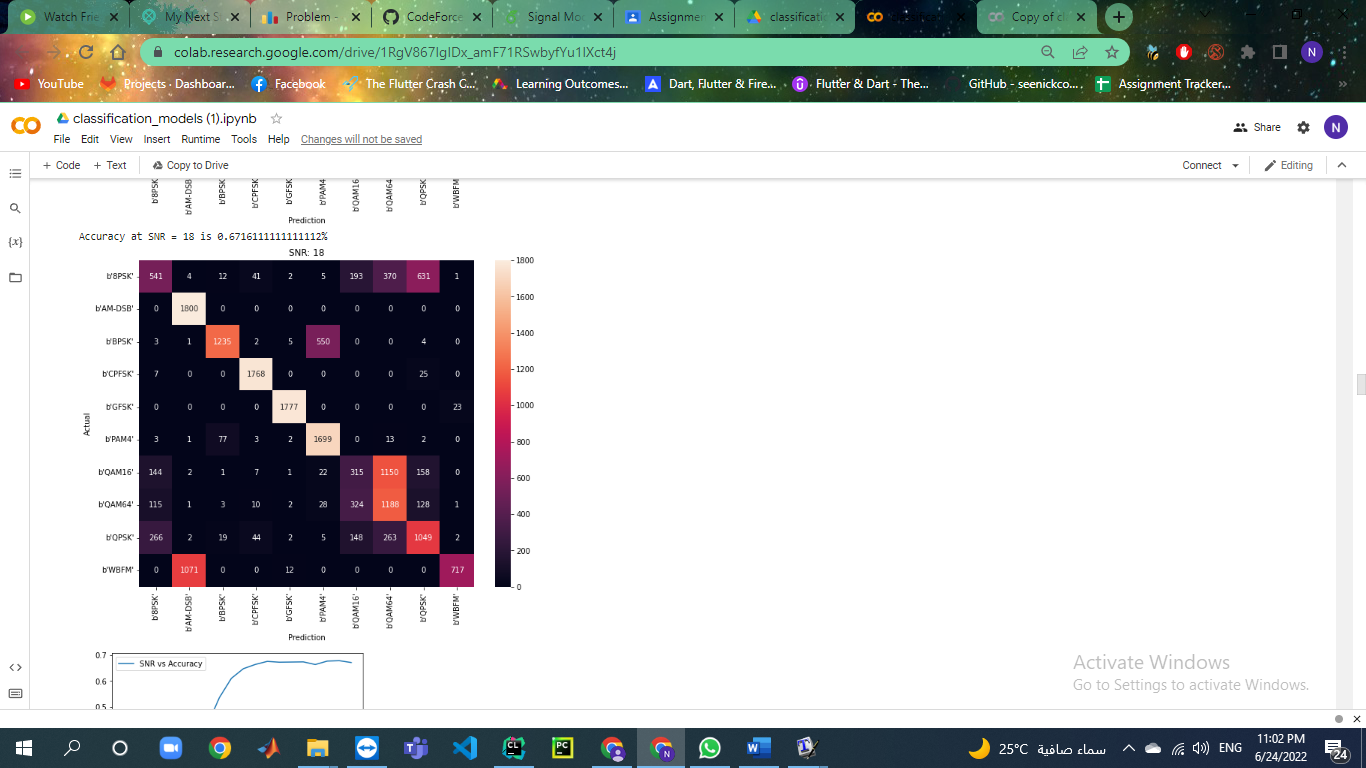 Watch Frie
My Next S
Problem -
CodeForce
Signal Mo
Assignmen
classificatio
Copy of cl
colab.research.google.com/drive/1RgV867IgIDx_amF71RSwbyfYu1IXct4j
N
YouTube
Projects · Dashboar...
Facebook
The Flutter Crash C...
Learning Outcomes...
Dart, Flutter & Fire...
Flutter & Dart - The...
GitHub - seenickco...
Assignment Tracker...
»
classification_models (1).ipynb
File Edit View Insert Runtime Tools Help Changes will not be saved
Share
N
+ Code + Text Copy to Drive
Connect
Editing
{x}
b'8PSK' b'AM-DSB' b'BPSK' b'CPFSK' b'GFSK' b'PAM4' b'QAM16' b'QAM64' b'QPSK' b'WBFM'
Prediction
Accuracy at SNR = 18 is 0.6716111111111112%
SNR: 18
b'8PSK' 541 4 12 41 2 5 193 370 631 1
b'AM-DSB' 0 1800 0 0 0 0 0 0 0 0
b'BPSK' 3 1 1235 2 5 550 0 0 4 0
b'CPFSK' 7 0 0 1768 0 0 0 0 25 0
b'GFSK' 0 0 0 0 1777 0 0 0 0 23
b'PAM4' 3 1 77 3 2 1699 0 13 2 0
b'QAM16' 144 2 1 7 1 22 315 1150 158 0
b'QAM64' 115 1 3 10 2 28 324 1188 128 1
b'QPSK' 266 2 19 44 2 5 148 263 1049 2
b'WBFM' 0 1071 0 0 12 0 0 0 0 717
Actual
b'8PSK' b'AM-DSB' b'BPSK' b'CPFSK' b'GFSK' b'PAM4' b'QAM16' b'QAM64' b'QPSK' b'WBFM'
Prediction
1800
1600
1400
1200
1000
800
600
400
200
0
0.7
0.6
0.5
SNR vs Accuracy
Activate Windows
Go to Settings to activate Windows.
25°C سماء صافية
ENG
11:02 PM
6/24/2022
24